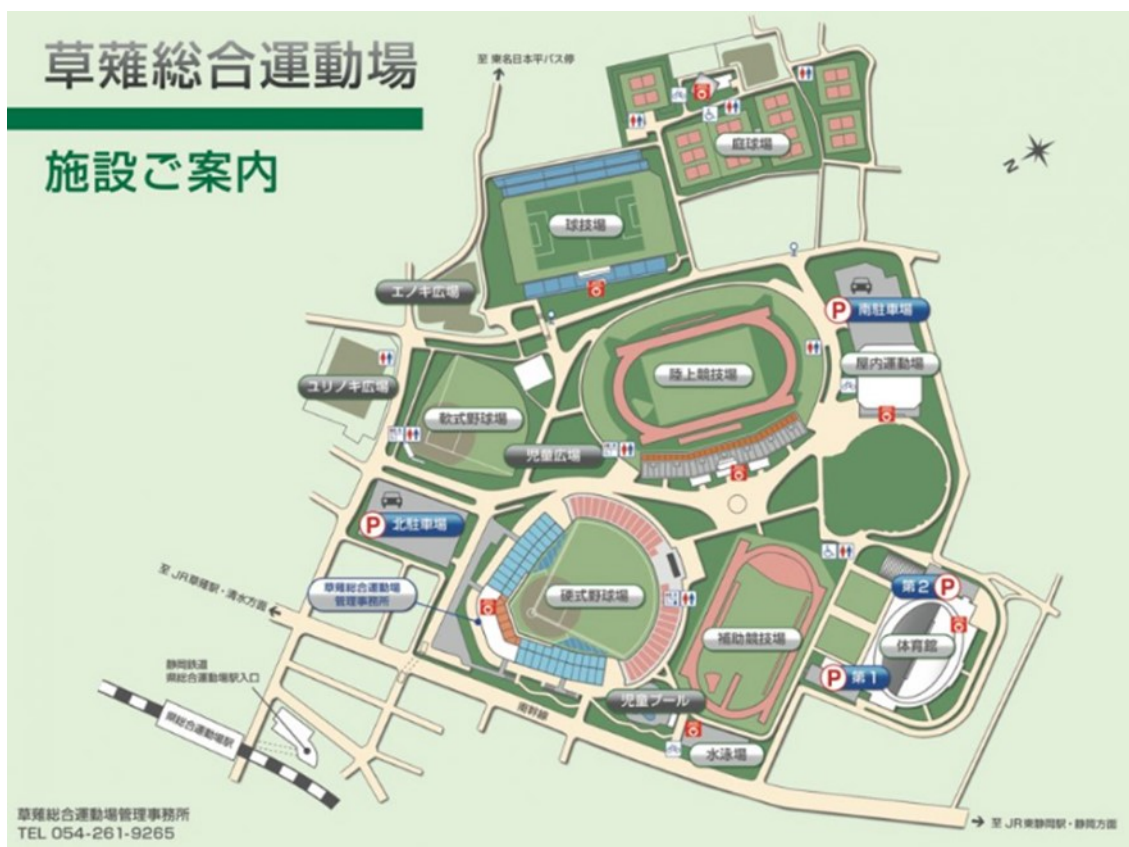 草薙総合運動場
施設ご案内
至 東名日本平バス停
庭球場
Z
球技場
エノキ広場
P 南駐車場
陸上競技場
屋内運動場
ユリノキ広場
軟式野球場
児童広場
P 北駐車場
至 JR草薙駅・清水方面
草薙総合運動場
管理事務所
硬式野球場
第2 P
補助競技場
体育館
静岡鉄道
県総合運動場駅入口
P 第1
児童プール
南幹線
県総合運動場駅
水泳場
草薙総合運動場管理事務所
TEL 054-261-9265
至 JR東静岡駅・静岡方面